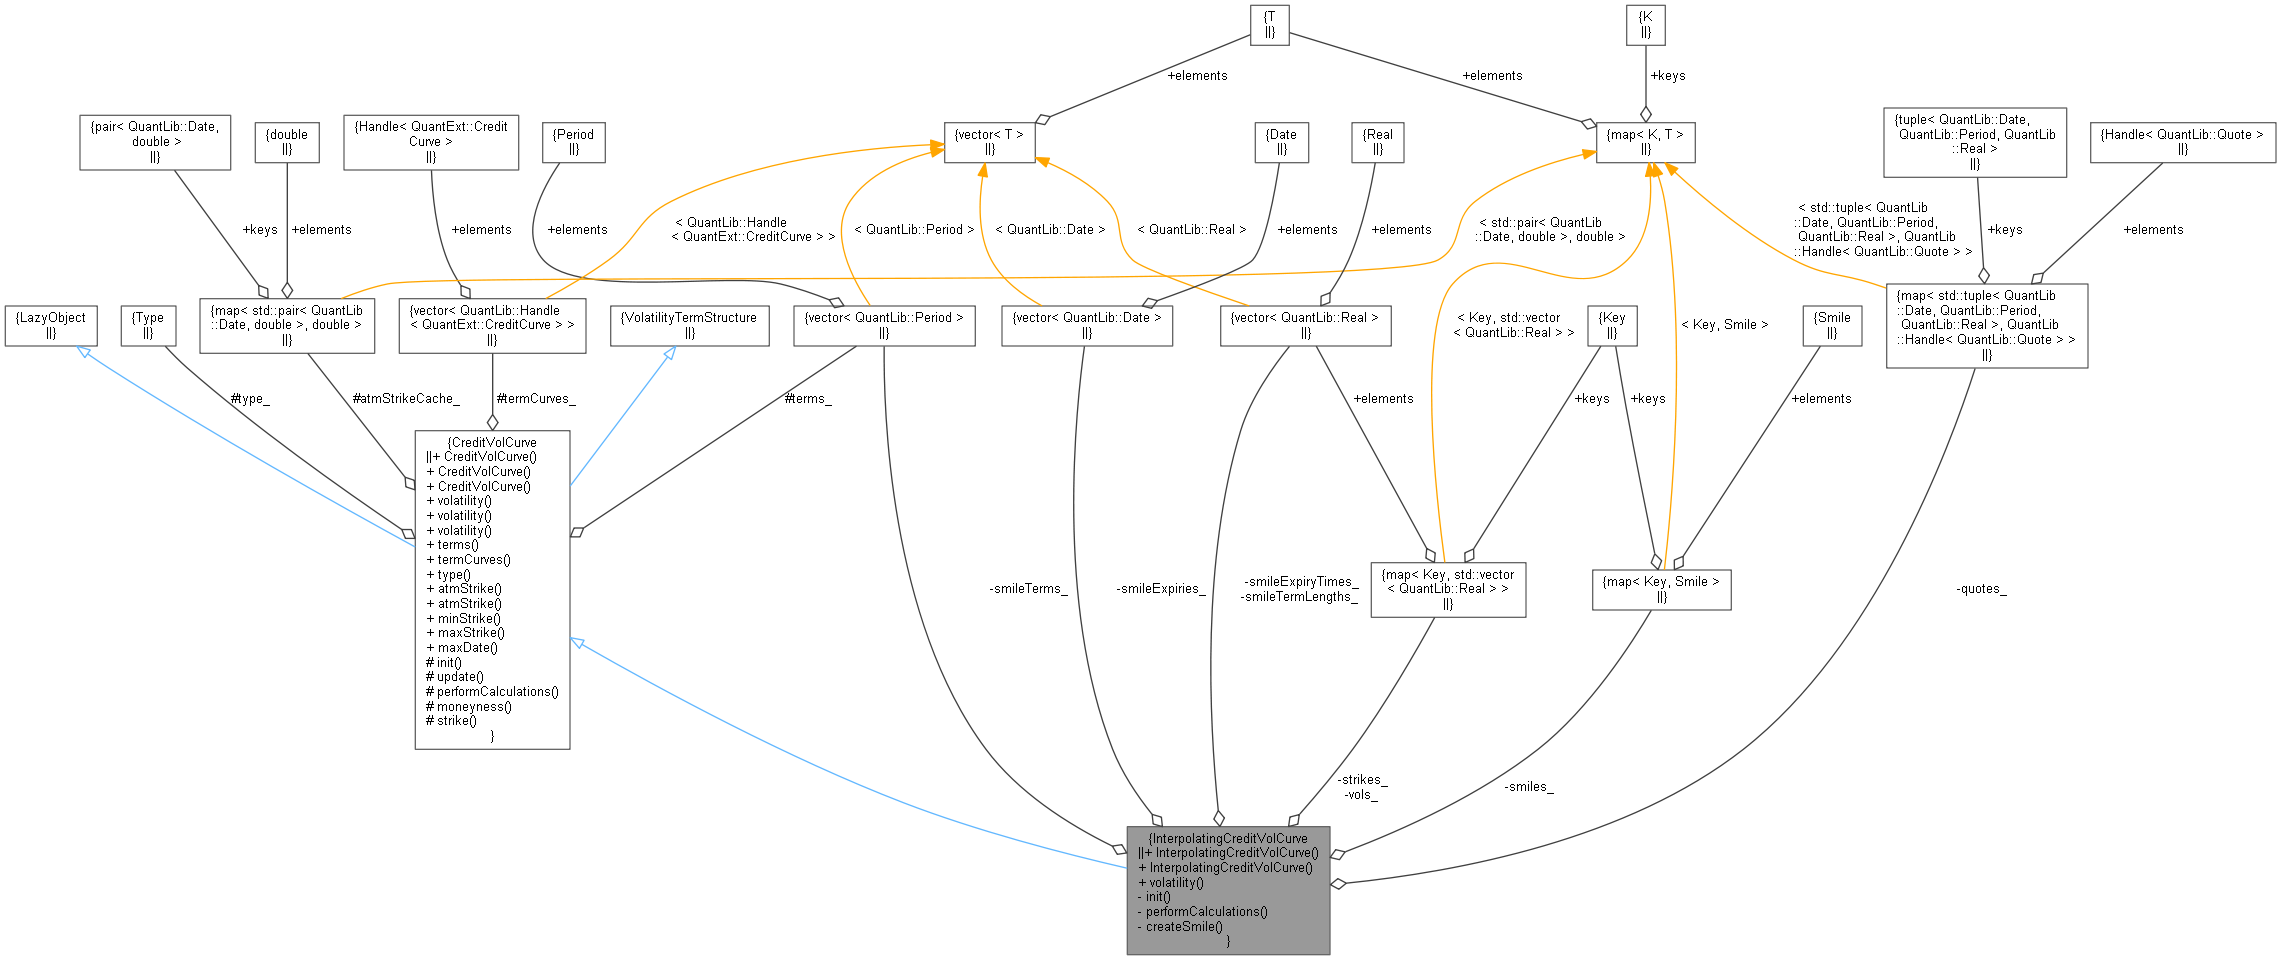 {T
||}
{K
||}
+elements
+elements
+keys
{pair< QuantLib::Date,
double >
||}
{double
||}
{Handle< QuantExt::Credit
Curve >
||}
{Period
||}
{vector< T >
||}
{Date
||}
{Real
||}
{map< K, T >
||}
{tuple< QuantLib::Date,
QuantLib::Period, QuantLib
::Real >
||}
{Handle< QuantLib::Quote >
||}
+keys
+elements
+elements
+elements
< QuantLib::Handle
< QuantExt::CreditCurve > >
< QuantLib::Period >
< QuantLib::Date >
< QuantLib::Real >
+elements
+elements
< std::pair< QuantLib
::Date, double >, double >
< std::tuple< QuantLib
::Date, QuantLib::Period,
QuantLib::Real >, QuantLib
::Handle< QuantLib::Quote > >
+keys
+elements
{LazyObject
||}
{Type
||}
{map< std::pair< QuantLib
::Date, double >, double >
||}
{vector< QuantLib::Handle
< QuantExt::CreditCurve > >
||}
{VolatilityTermStructure
||}
{vector< QuantLib::Period >
||}
{vector< QuantLib::Date >
||}
{vector< QuantLib::Real >
||}
< Key, std::vector
< QuantLib::Real > >
{Key
||}
< Key, Smile >
{Smile
||}
{map< std::tuple< QuantLib
::Date, QuantLib::Period,
QuantLib::Real >, QuantLib
::Handle< QuantLib::Quote > >
||}
#type_
#atmStrikeCache_
#termCurves_
#terms_
+elements
+keys
+keys
+elements
{CreditVolCurve
||+ CreditVolCurve()
+ CreditVolCurve()
+ CreditVolCurve()
+ volatility()
+ volatility()
+ volatility()
+ terms()
+ termCurves()
+ type()
+ atmStrike()
+ atmStrike()
+ minStrike()
+ maxStrike()
+ maxDate()
# init()
# update()
# performCalculations()
# moneyness()
# strike()
}
-smileTerms_
-smileExpiries_
-smileExpiryTimes_
-smileTermLengths_
{map< Key, std::vector
< QuantLib::Real > >
||}
{map< Key, Smile >
||}
-quotes_
-strikes_
-vols_
-smiles_
{InterpolatingCreditVolCurve
||+ InterpolatingCreditVolCurve()
+ InterpolatingCreditVolCurve()
+ volatility()
- init()
- performCalculations()
- createSmile()
}